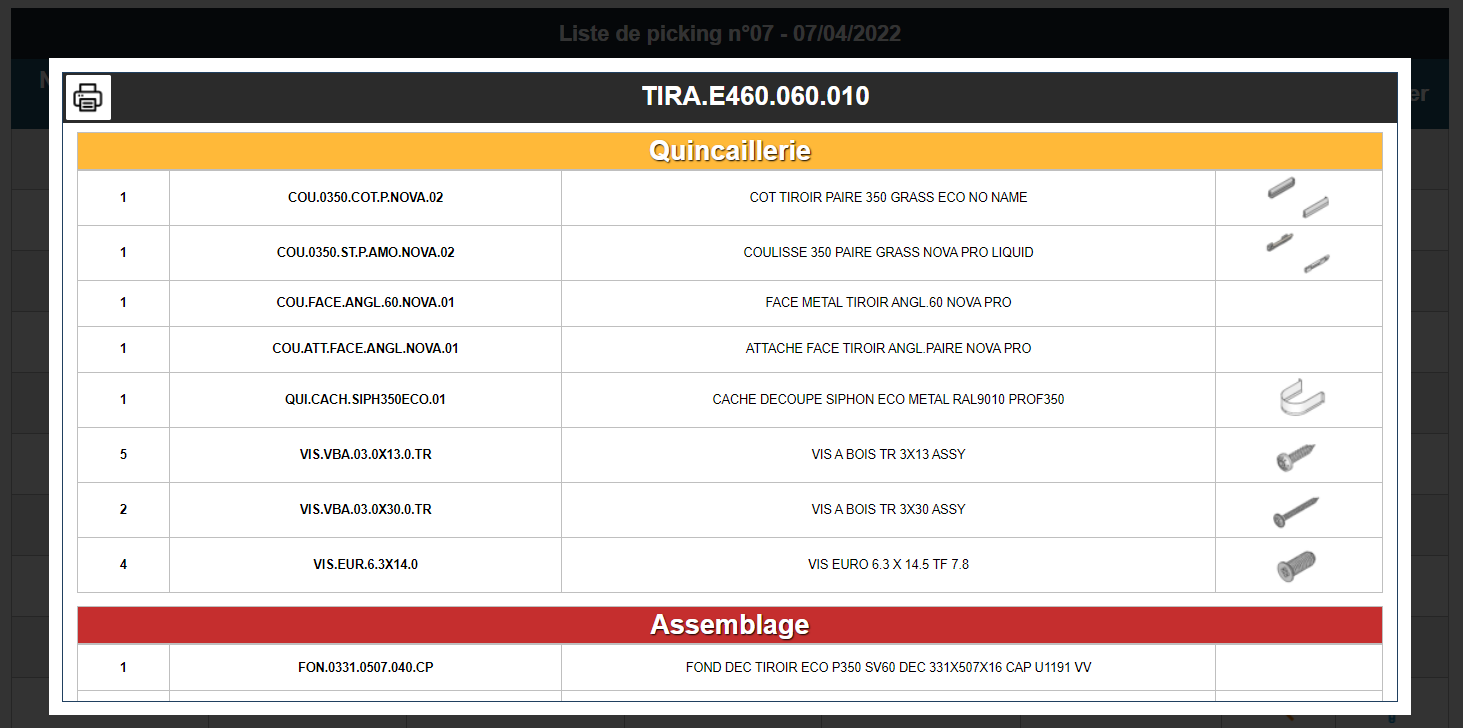 Liste de picking n°07 - 07/04/2022
N
er
TIRA.E460.060.010
Quincaillerie
1 COU.0350.COT.P.NOVA.02 COT TIROIR PAIRE 350 GRASS ECO NO NAME
1 COU.0350.ST.P.AMO.NOVA.02 COULISSE 350 PAIRE GRASS NOVA PRO LIQUID
1 COU.FACE.ANGL.60.NOVA.01 FACE METAL TIROIR ANGL.60 NOVA PRO
1 COU.ATT.FACE.ANGL.NOVA.01 ATTACHE FACE TIROIR ANGL.PAIRE NOVA PRO
1 QUI.CACH.SIPH350ECO.01 CACHE DECOUPE SIPHON ECO METAL RAL9010 PROF350
5 VIS.VBA.03.0X13.0.TR VIS A BOIS TR 3X13 ASSY
2 VIS.VBA.03.0X30.0.TR VIS A BOIS TR 3X30 ASSY
4 VIS.EUR.6.3X14.0 VIS EURO 6.3 X 14.5 TF 7.8
Assemblage
1 FON.0331.0507.040.CP FOND DEC TIROIR ECO P350 SV60 DEC 331X507X16 CAP U1191 VV